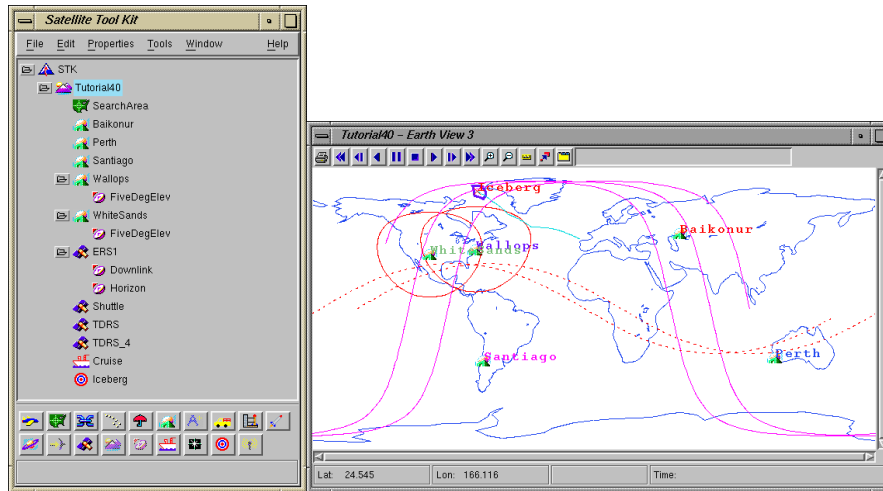 Satellite Tool Kit
File Edit Properties Tools Window Help
STK
Tutorial40
SearchArea
Baikonur
Perth
Santiago
Wallops
FiveDegElev
WhiteSands
FiveDegElev
ERS1
Downlink
Horizon
Shuttle
TDRS
TDRS_4
Cruise
Iceberg
Tutorial40 – Earth View 3
Iceberg
Baikonur
Wallops
WhiteSands
Santiago
Perth
Lat: 24.545 Lon: 166.116 Time: